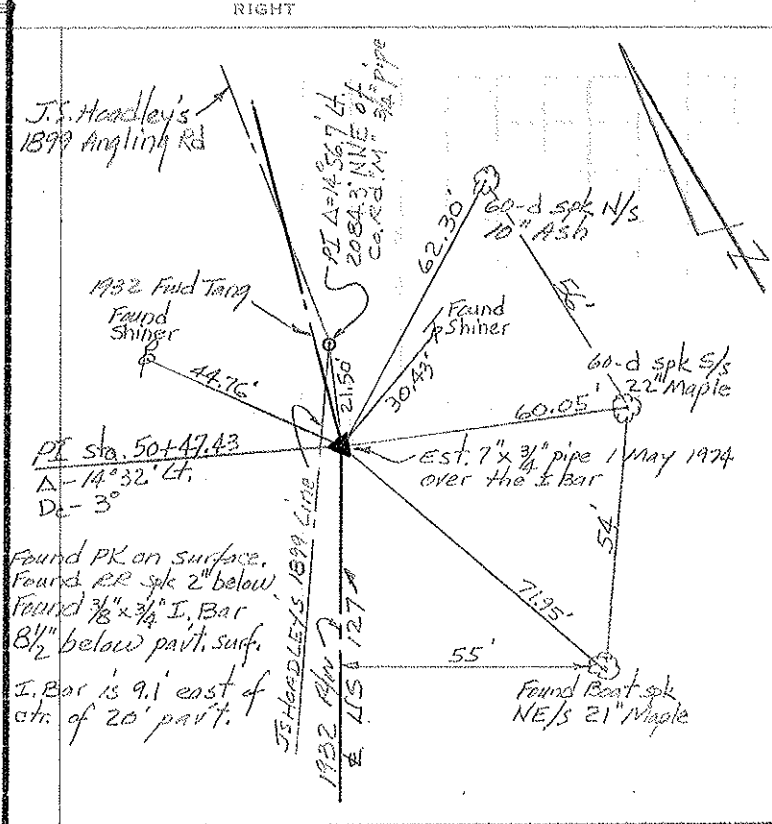 RIGHT
J.S. Hoadley's
1899 Angling Rd
PI Δ=14°56.7' Lt.
2084.3' NNE of
Co. Rd. "M" 3/4" pipe
62.30'
60-d spk N/s
10" Ash
N
1932 Fwd Tang
Found
Shiner
44.76'
21.50'
30.43'
Found
Shiner
56'
60-d spk S/s
22" Maple
60.05'
PI sta. 50+47.43
Δ-14°32' Lt.
Dc-3°
Est. 7"x 3/4" pipe 1 May 1974
over the I Bar
Found PK on surface.
Found RR spk 2" below
Found 3/8"x 3/4" I. Bar
8 1/2" below pav't. surf.
I. Bar is 9.1' east of
ctr. of 20' pav't.
JS HOADLEY'S 1899 Line
1932 R/W
℄ US 127
54'
71.95'
55'
Found Boat spk
NE/s 21" Maple